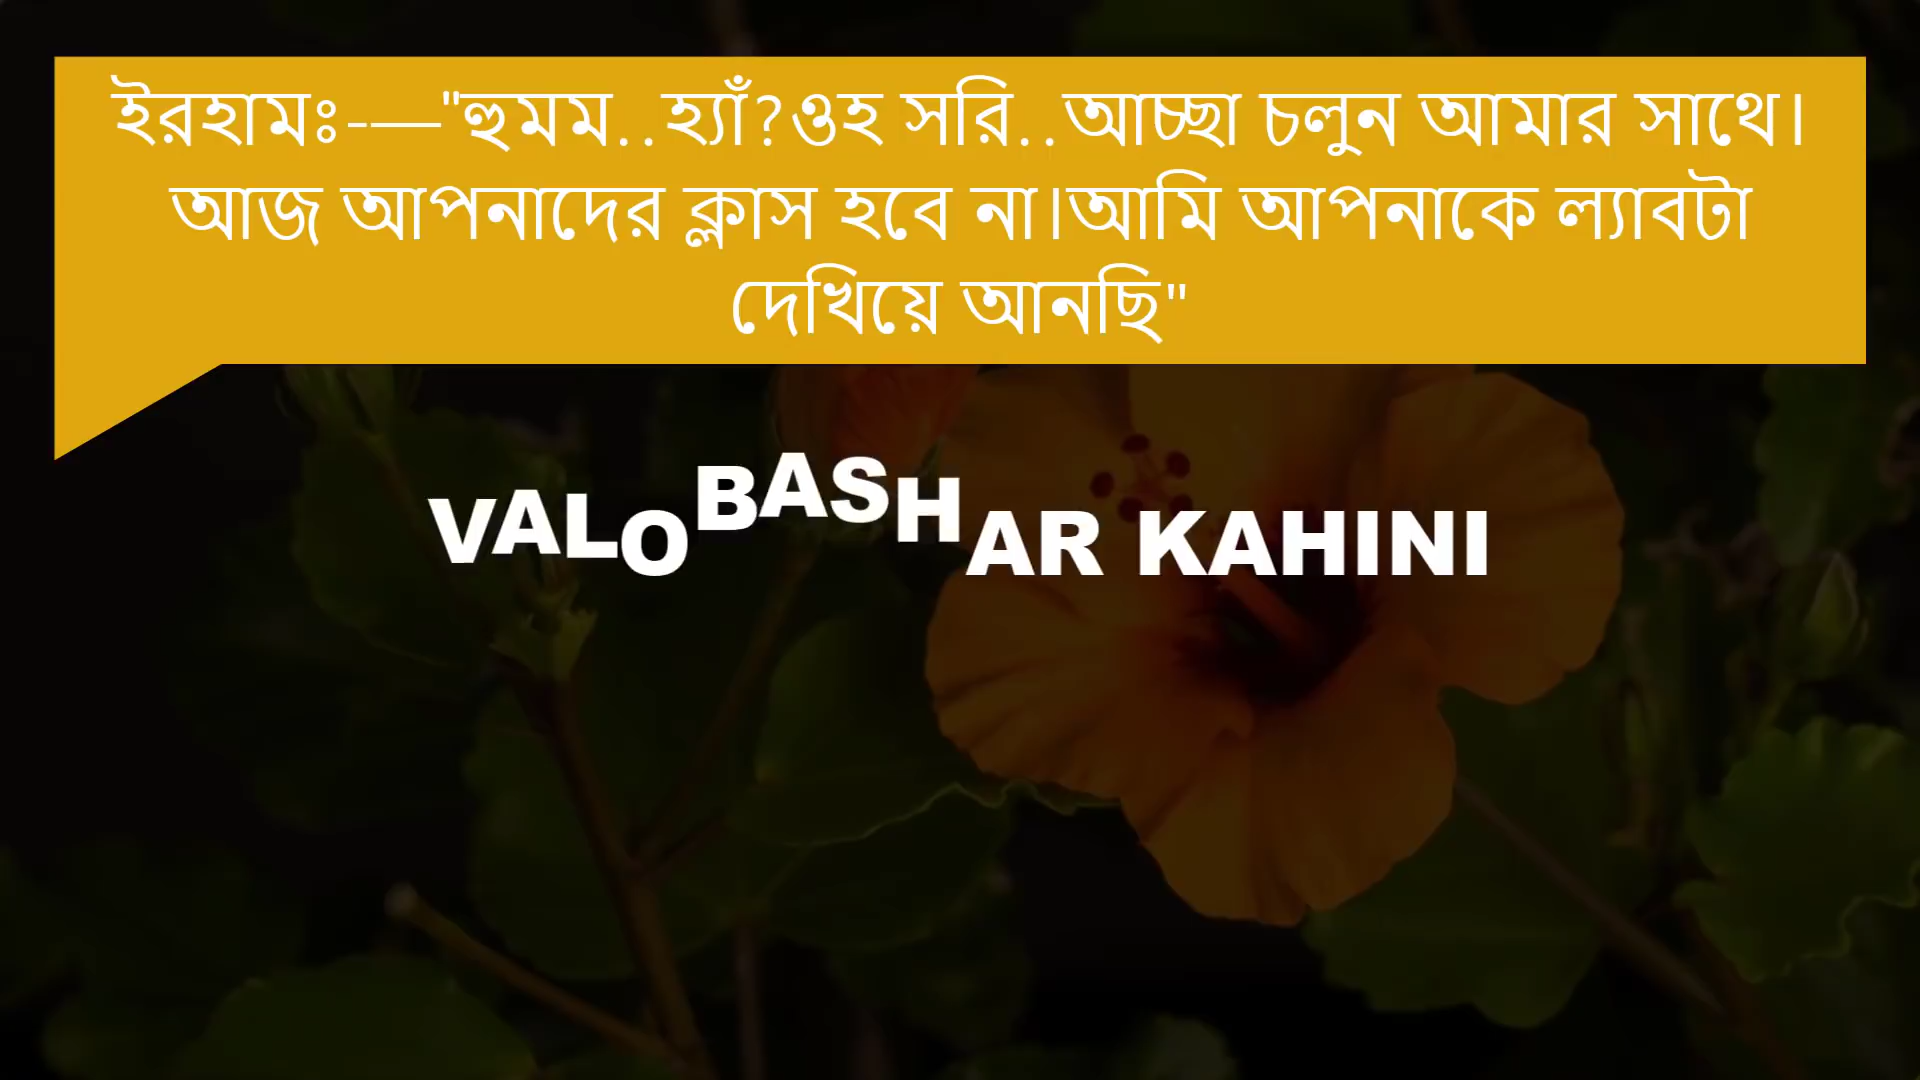 ইরহামঃ-—"হুমম..হ্যাঁ?ওহ সরি..আচ্ছা চলুন আমার সাথে।
আজ আপনাদের ক্লাস হবে না।আমি আপনাকে ল্যাবটা
দেখিয়ে আনছি"
VALOBASHAR KAHINI